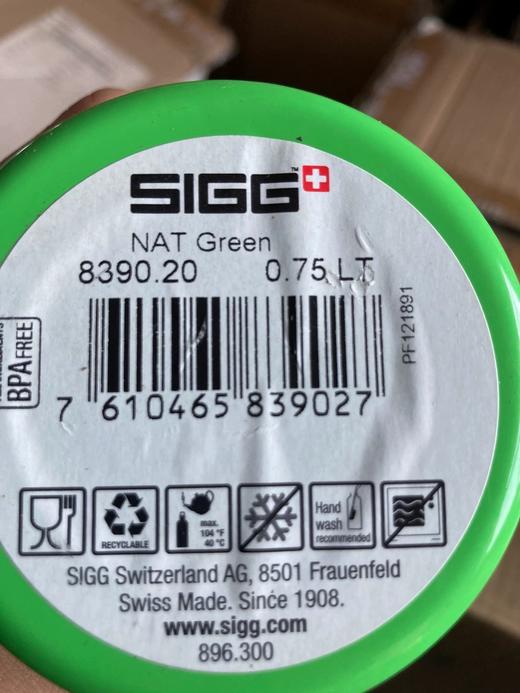 SIGG™
NAT Green
8390.20 0.75 LT
7 610465 839027
PF121891
BPA FREE
RECYCLABLE
max.
104 °F
40 °C
Hand
wash
recommended
SIGG Switzerland AG, 8501 Frauenfeld
Swiss Made. Since 1908.
www.sigg.com
896.300